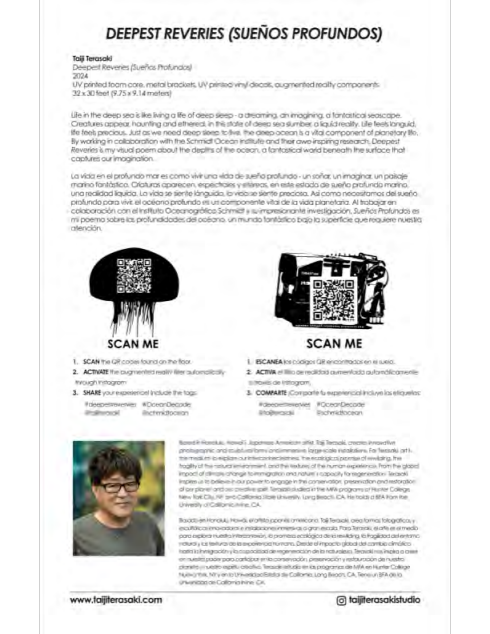 DEEPEST REVERIES (SUEÑOS PROFUNDOS)
Taiji Terasaki
Deepest Reveries (Sueños Profundos)
2024
UV printed foam core, metal brackets, UV printed vinyl decals, augmented reality components
32 x 30 feet (9.75 x 9.14 meters)
Life in the deep sea is like living a life of deep sleep - a dreaming, an imagining, a fantastical seascape.
Creatures appear, haunting and ethereal, in this state of deep sea slumber, a liquid reality. Life feels languid,
life feels precious. Just as we need deep sleep to live, the deep ocean is a vital component of planetary life.
By working in collaboration with the Schmidt Ocean Institute and their awe-inspiring research, Deepest
Reveries is my visual poem about the depths of the ocean, a fantastical world beneath the surface that
captures our imagination.
La vida en el profundo mar es como vivir una vida de sueño profundo - un soñar, un imaginar, un paisaje
marino fantástico. Criaturas aparecen, espectrales y etéreas, en este estado de sueño profundo marino,
una realidad líquida. La vida se siente lánguida, la vida se siente preciosa. Así como necesitamos del sueño
profundo para vivir, el océano profundo es un componente vital de la vida planetaria. Al trabajar en
colaboración con el Instituto Oceanográfico Schmidt y su impresionante investigación, Sueños Profundos es
mi poema sobre las profundidades del océano, un mundo fantástico bajo la superficie que requiere nuestra
atención.
SCAN ME
1. SCAN the QR codes found on the floor.
2. ACTIVATE the augmented reality filter automatically
through Instagram
3. SHARE your experience! Include the tags:
#deepestreveries #OceanDecade
@taijiterasaki @schmidtocean
SCAN ME
1. ESCANEA los códigos QR encontrados en el suelo.
2. ACTIVA el filtro de realidad aumentada automáticamente
a través de Instagram.
3. COMPARTE ¡Comparte tu experiencia! Incluye las etiquetas:
#deepestreveries #OceanDecade
@taijiterasaki @schmidtocean
Based in Honolulu, Hawai'i, Japanese American artist, Taiji Terasaki, creates innovative
photographic and sculptural forms and immersive, large-scale installations. For Terasaki, art is
the medium to explore our interconnectedness, the ecological promise of rewilding, the
fragility of the natural environment, and the textures of the human experience. From the global
impact of climate change to immigration and nature's capacity for regeneration, Terasaki
inspires us to believe in our power to engage in the conservation, preservation and restoration
of our planet and our creative spirit. Terasaki studied in the MFA programs at Hunter College,
New York City, NY and California State University, Long Beach, CA. He holds a BFA from the
University of California Irvine, CA.
Basado en Honolulu, Hawái, el artista japonés americano, Taiji Terasaki, crea formas fotográficas y
escultóricas innovadoras e instalaciones inmersivas a gran escala. Para Terasaki, el arte es el medio
para explorar nuestra interconexión, la promesa ecológica de la rewilding, la fragilidad del entorno
natural y las texturas de la experiencia humana. Desde el impacto global del cambio climático
hasta la inmigración y la capacidad de regeneración de la naturaleza, Terasaki nos inspira a creer
en nuestro poder para participar en la conservación, preservación y restauración de nuestro
planeta y nuestro espíritu creativo. Terasaki estudió en los programas de MFA en Hunter College
Nueva York, NY y en la Universidad Estatal de California, Long Beach, CA. Tiene un BFA de la
Universidad de California Irvine, CA.
www.taijiterasaki.com
taijiterasakistudio